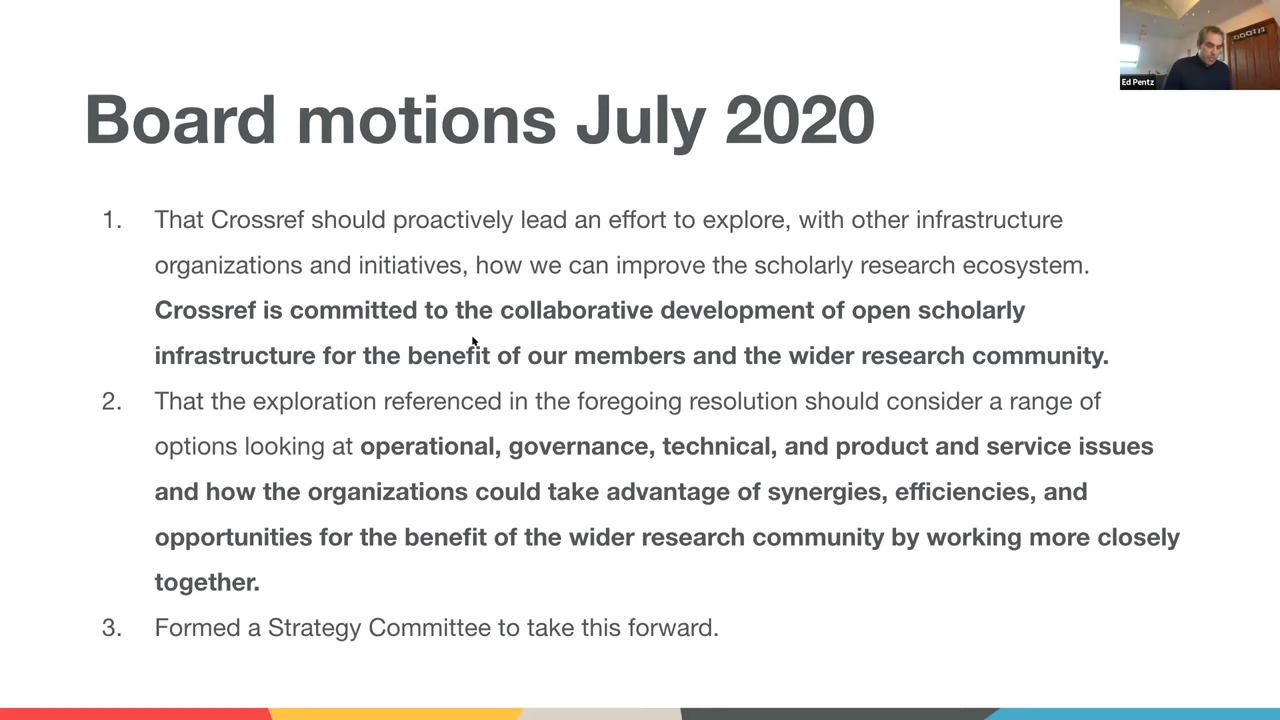 Ed Pentz
Board motions July 2020
1. That Crossref should proactively lead an effort to explore, with other infrastructure
organizations and initiatives, how we can improve the scholarly research ecosystem.
Crossref is committed to the collaborative development of open scholarly
infrastructure for the benefit of our members and the wider research community.
2. That the exploration referenced in the foregoing resolution should consider a range of
options looking at operational, governance, technical, and product and service issues
and how the organizations could take advantage of synergies, efficiencies, and
opportunities for the benefit of the wider research community by working more closely
together.
3. Formed a Strategy Committee to take this forward.